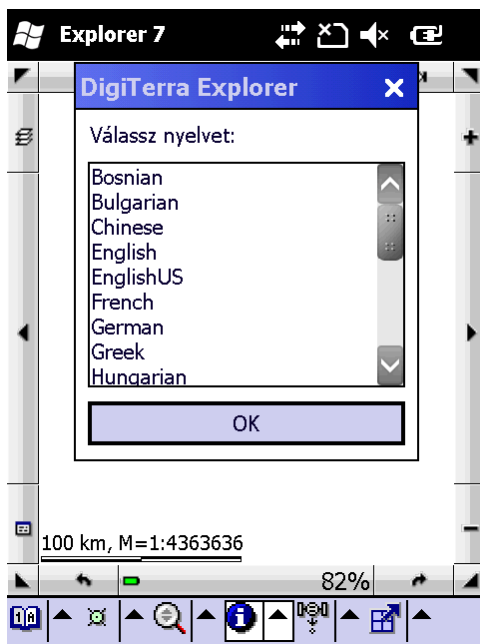 Explorer 7
DigiTerra Explorer
Válassz nyelvet:
Bosnian
Bulgarian
Chinese
English
EnglishUS
French
German
Greek
Hungarian
OK
100 km, M=1:4363636
82%